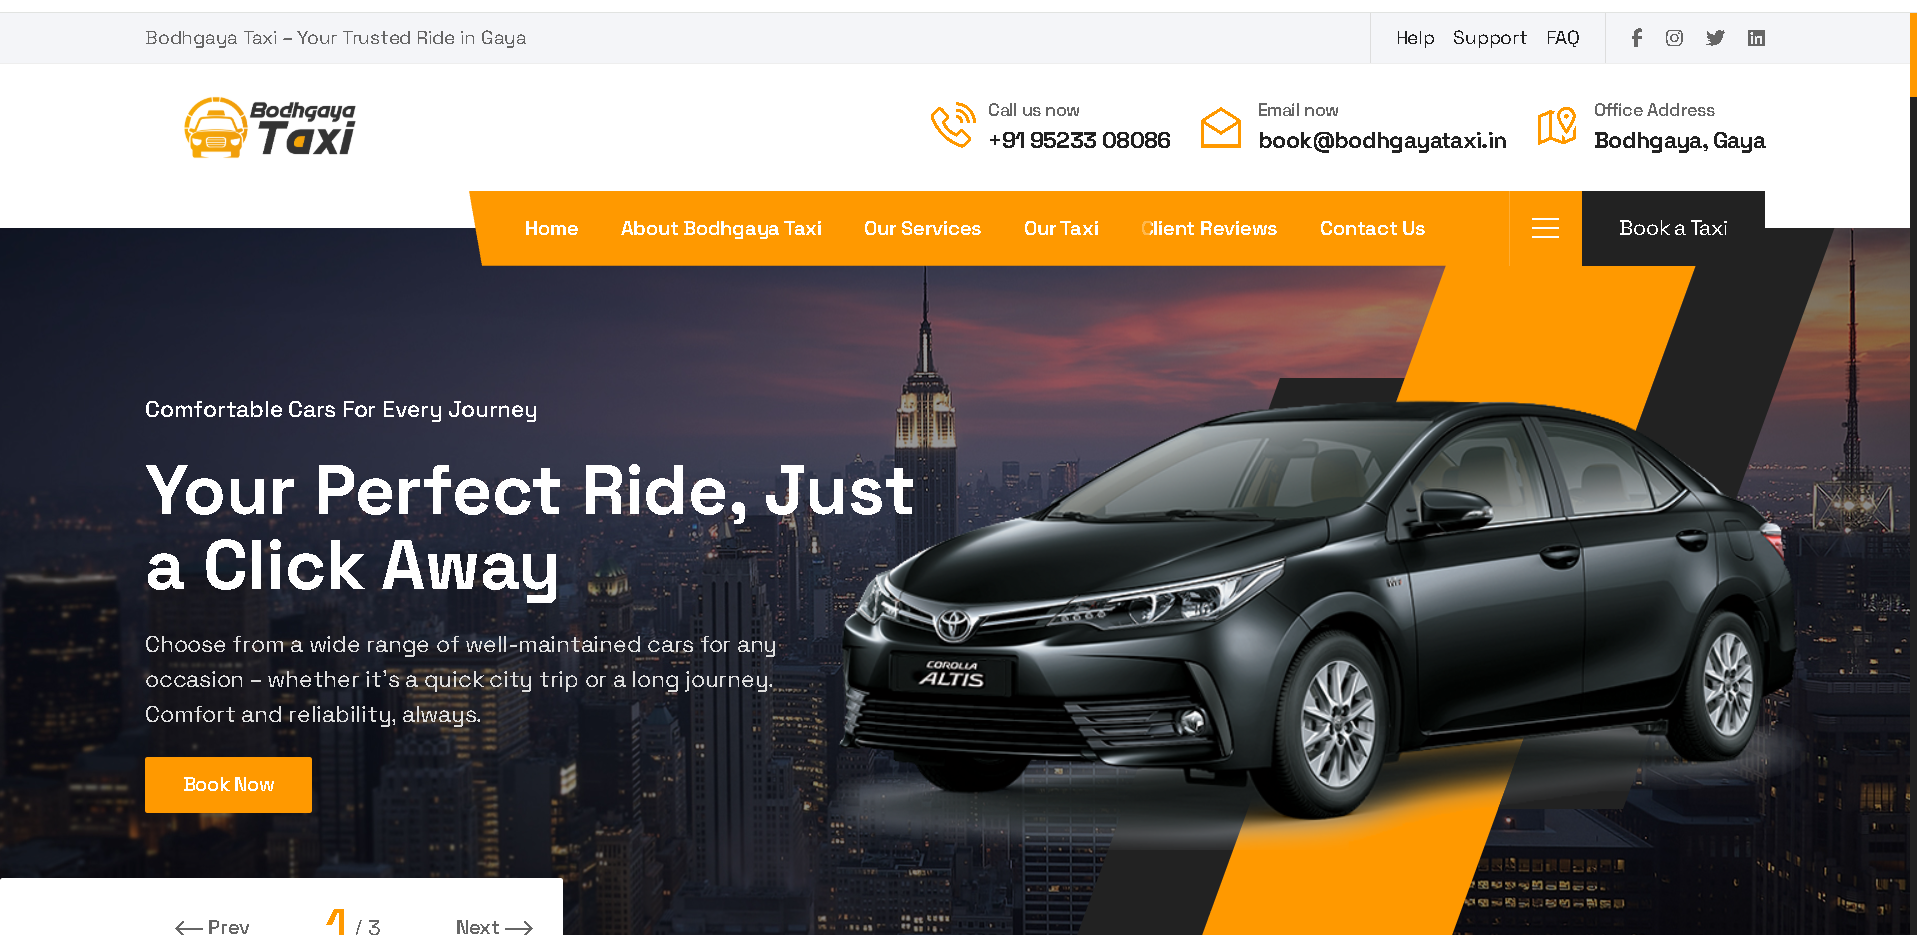 Bodhgaya Taxi – Your Trusted Ride in Gaya
Help Support FAQ
Bodhgaya
Taxi
Call us now
+91 95233 08086
Email now
book@bodhgayataxi.in
Office Address
Bodhgaya, Gaya
Home About Bodhgaya Taxi Our Services Our Taxi Client Reviews Contact Us
Book a Taxi
Comfortable Cars For Every Journey
Your Perfect Ride, Just
a Click Away
Choose from a wide range of well-maintained cars for any
occasion – whether it's a quick city trip or a long journey.
Comfort and reliability, always.
Book Now
COROLLA
ALTIS
Prev 1 / 3 Next